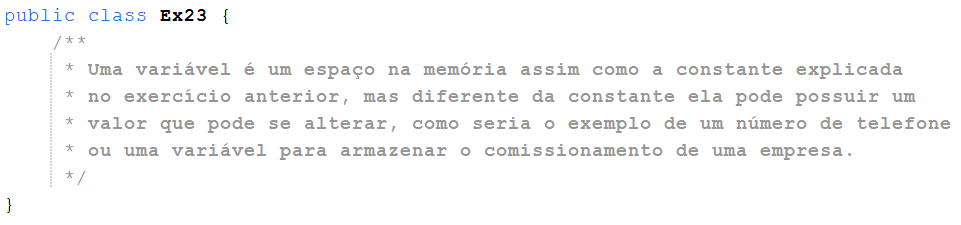 public class Ex23 {
/**
* Uma variável é um espaço na memória assim como a constante explicada
* no exercício anterior, mas diferente da constante ela pode possuir um
* valor que pode se alterar, como seria o exemplo de um número de telefone
* ou uma variável para armazenar o comissionamento de uma empresa.
*/
}